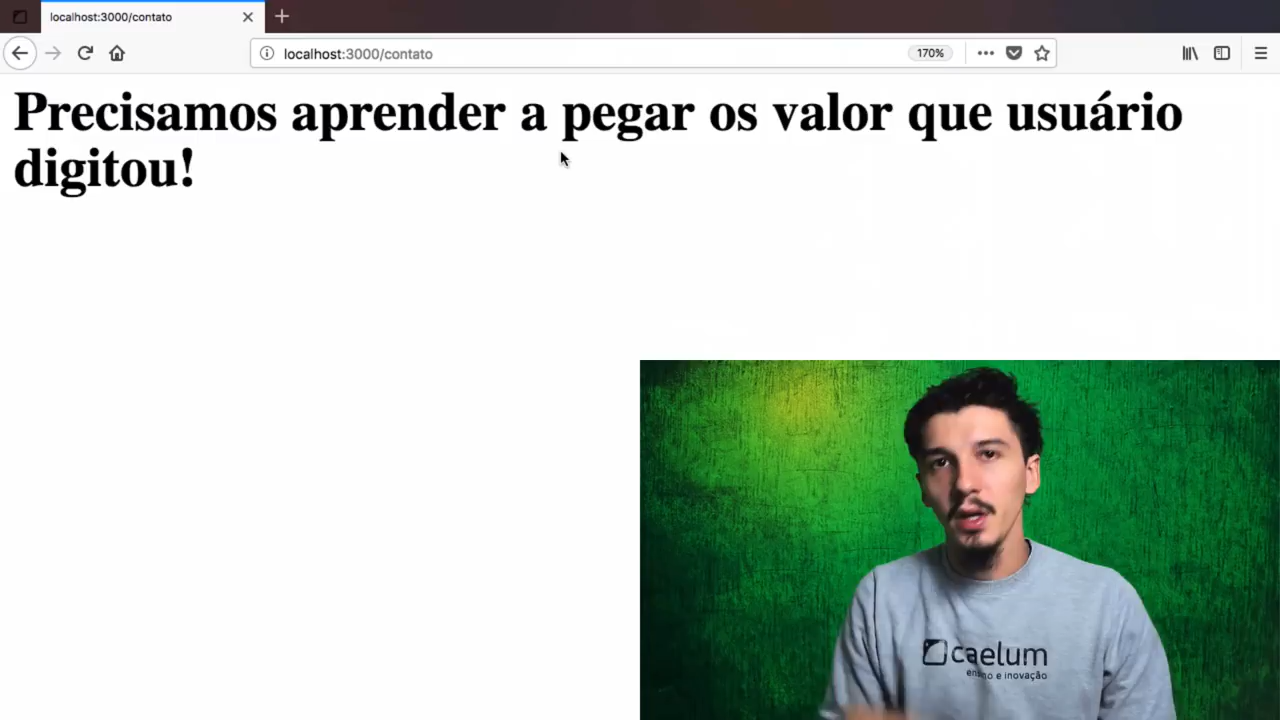 localhost:3000/contato
localhost:3000/contato
170%
Precisamos aprender a pegar os valor que usuário
digitou!
caelum
ensino e inovação